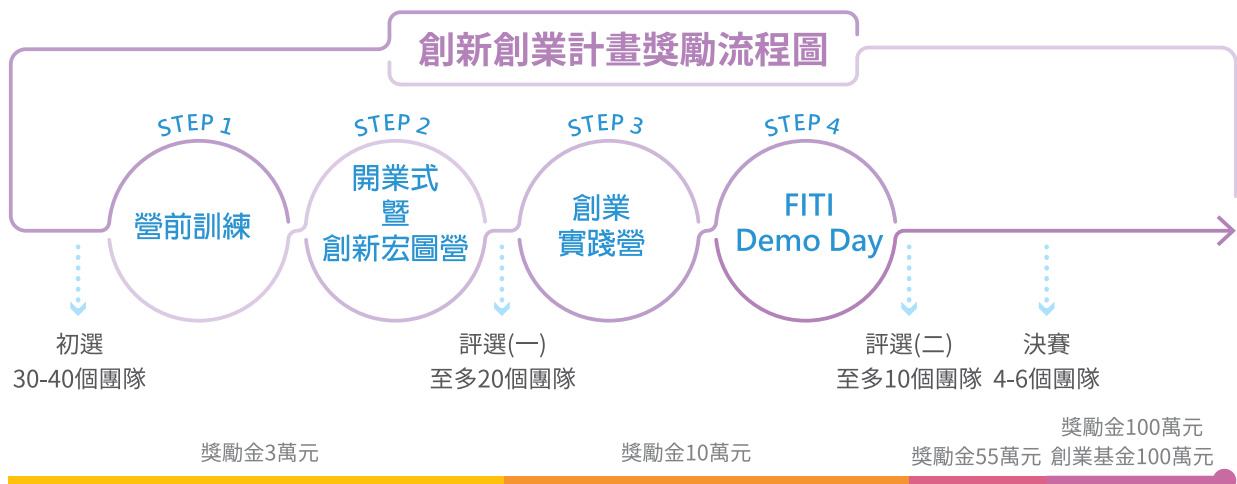 創新創業計畫獎勵流程圖
STEP 1
營前訓練
STEP 2
開業式
暨
創新宏圖營
STEP 3
創業
實踐營
STEP 4
FITI
Demo Day
初選
30-40個團隊
評選(一)
至多20個團隊
評選(二)
至多10個團隊
決賽
4-6個團隊
獎勵金3萬元
獎勵金10萬元
獎勵金55萬元
獎勵金100萬元
創業基金100萬元